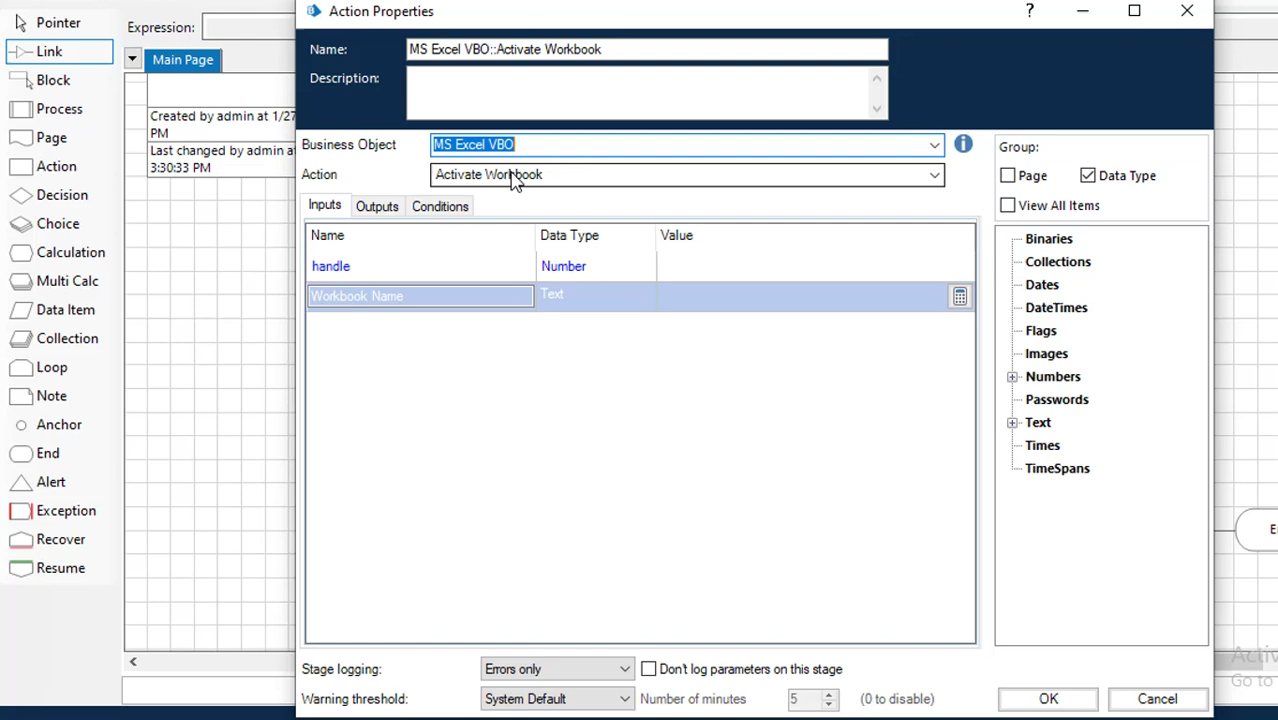 Pointer
Link
Block
Process
Page
Action
Decision
Choice
Calculation
Multi Calc
Data Item
Collection
Loop
Note
Anchor
End
Alert
Exception
Recover
Resume
Expression:
Main Page
Created by admin at 1/27
PM
Last changed by admin at
3:30:33 PM
Action Properties
?
Name:
MS Excel VBO::Activate Workbook
Description:
Business Object
MS Excel VBO
Action
Activate Workbook
Inputs
Outputs
Conditions
Name
Data Type
Value
handle
Number
Workbook Name
Text
Group:
Page
Data Type
View All Items
Binaries
Collections
Dates
DateTimes
Flags
Images
Numbers
Passwords
Text
Times
TimeSpans
Stage logging:
Errors only
Don't log parameters on this stage
Warning threshold:
System Default
Number of minutes
5
(0 to disable)
OK
Cancel
Go to